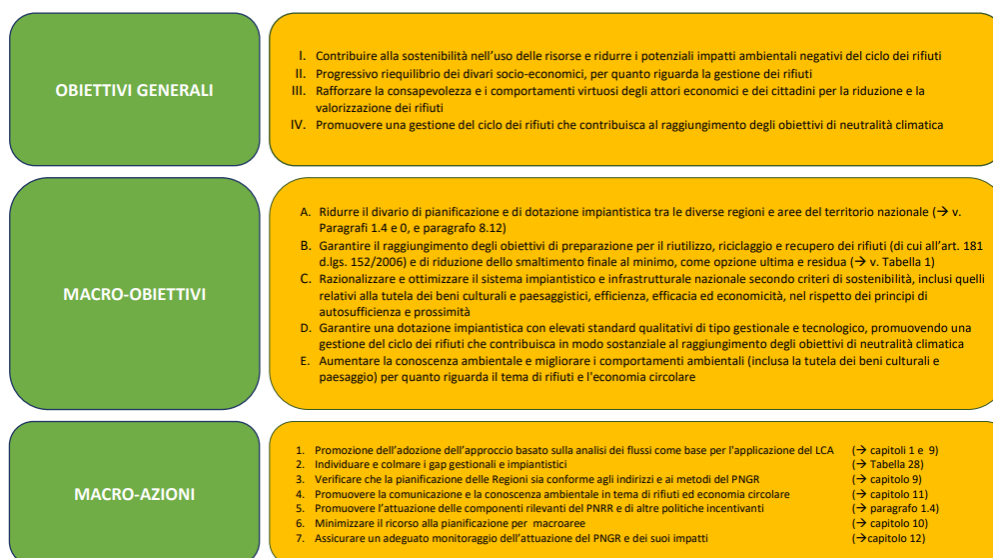 OBIETTIVI GENERALI
I. Contribuire alla sostenibilità nell'uso delle risorse e ridurre i potenziali impatti ambientali negativi del ciclo dei rifiuti
II. Progressivo riequilibrio dei divari socio-economici, per quanto riguarda la gestione dei rifiuti
III. Rafforzare la consapevolezza e i comportamenti virtuosi degli attori economici e dei cittadini per la riduzione e la
valorizzazione dei rifiuti
IV. Promuovere una gestione del ciclo dei rifiuti che contribuisca al raggiungimento degli obiettivi di neutralità climatica
MACRO-OBIETTIVI
A. Ridurre il divario di pianificazione e di dotazione impiantistica tra le diverse regioni e aree del territorio nazionale (→ v.
Paragrafi 1.4 e 0, e paragrafo 8.12)
B. Garantire il raggiungimento degli obiettivi di preparazione per il riutilizzo, riciclaggio e recupero dei rifiuti (di cui all'art. 181
d.lgs. 152/2006) e di riduzione dello smaltimento finale al minimo, come opzione ultima e residua (→ v. Tabella 1)
C. Razionalizzare e ottimizzare il sistema impiantistico e infrastrutturale nazionale secondo criteri di sostenibilità, inclusi quelli
relativi alla tutela dei beni culturali e paesaggistici, efficienza, efficacia ed economicità, nel rispetto dei principi di
autosufficienza e prossimità
D. Garantire una dotazione impiantistica con elevati standard qualitativi di tipo gestionale e tecnologico, promuovendo una
gestione del ciclo dei rifiuti che contribuisca in modo sostanziale al raggiungimento degli obiettivi di neutralità climatica
E. Aumentare la conoscenza ambientale e migliorare i comportamenti ambientali (inclusa la tutela dei beni culturali e
paesaggio) per quanto riguarda il tema di rifiuti e l'economia circolare
MACRO-AZIONI
1. Promozione dell'adozione dell'approccio basato sulla analisi dei flussi come base per l'applicazione del LCA (→ capitoli 1 e 9)
2. Individuare e colmare i gap gestionali e impiantistici (→ Tabella 28)
3. Verificare che la pianificazione delle Regioni sia conforme agli indirizzi e ai metodi del PNGR (→ capitolo 9)
4. Promuovere la comunicazione e la conoscenza ambientale in tema di rifiuti ed economia circolare (→ capitolo 11)
5. Promuovere l'attuazione delle componenti rilevanti del PNRR e di altre politiche incentivanti (→ paragrafo 1.4)
6. Minimizzare il ricorso alla pianificazione per macroaree (→ capitolo 10)
7. Assicurare un adeguato monitoraggio dell'attuazione del PNGR e dei suoi impatti (→capitolo 12)